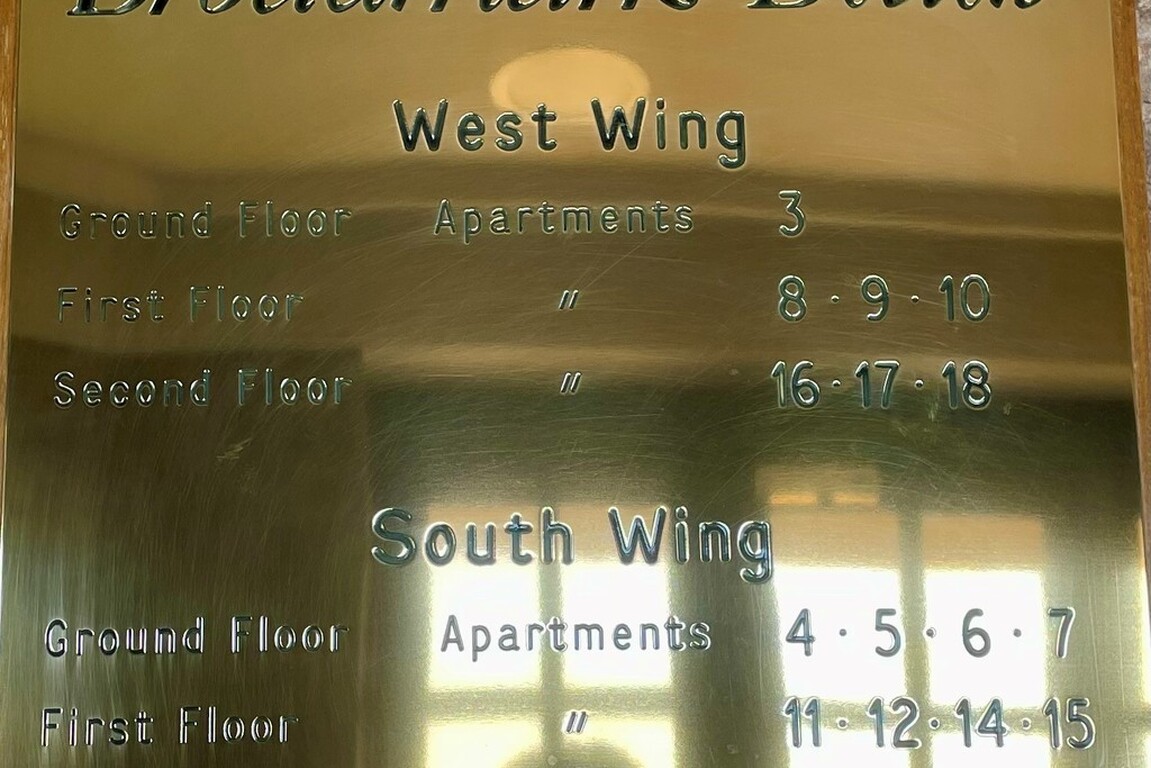 West Wing
Ground Floor Apartments 3
First Floor " 8 · 9 · 10
Second Floor " 16 · 17 · 18
South Wing
Ground Floor Apartments 4 · 5 · 6 · 7
First Floor " 11 · 12 · 14 · 15